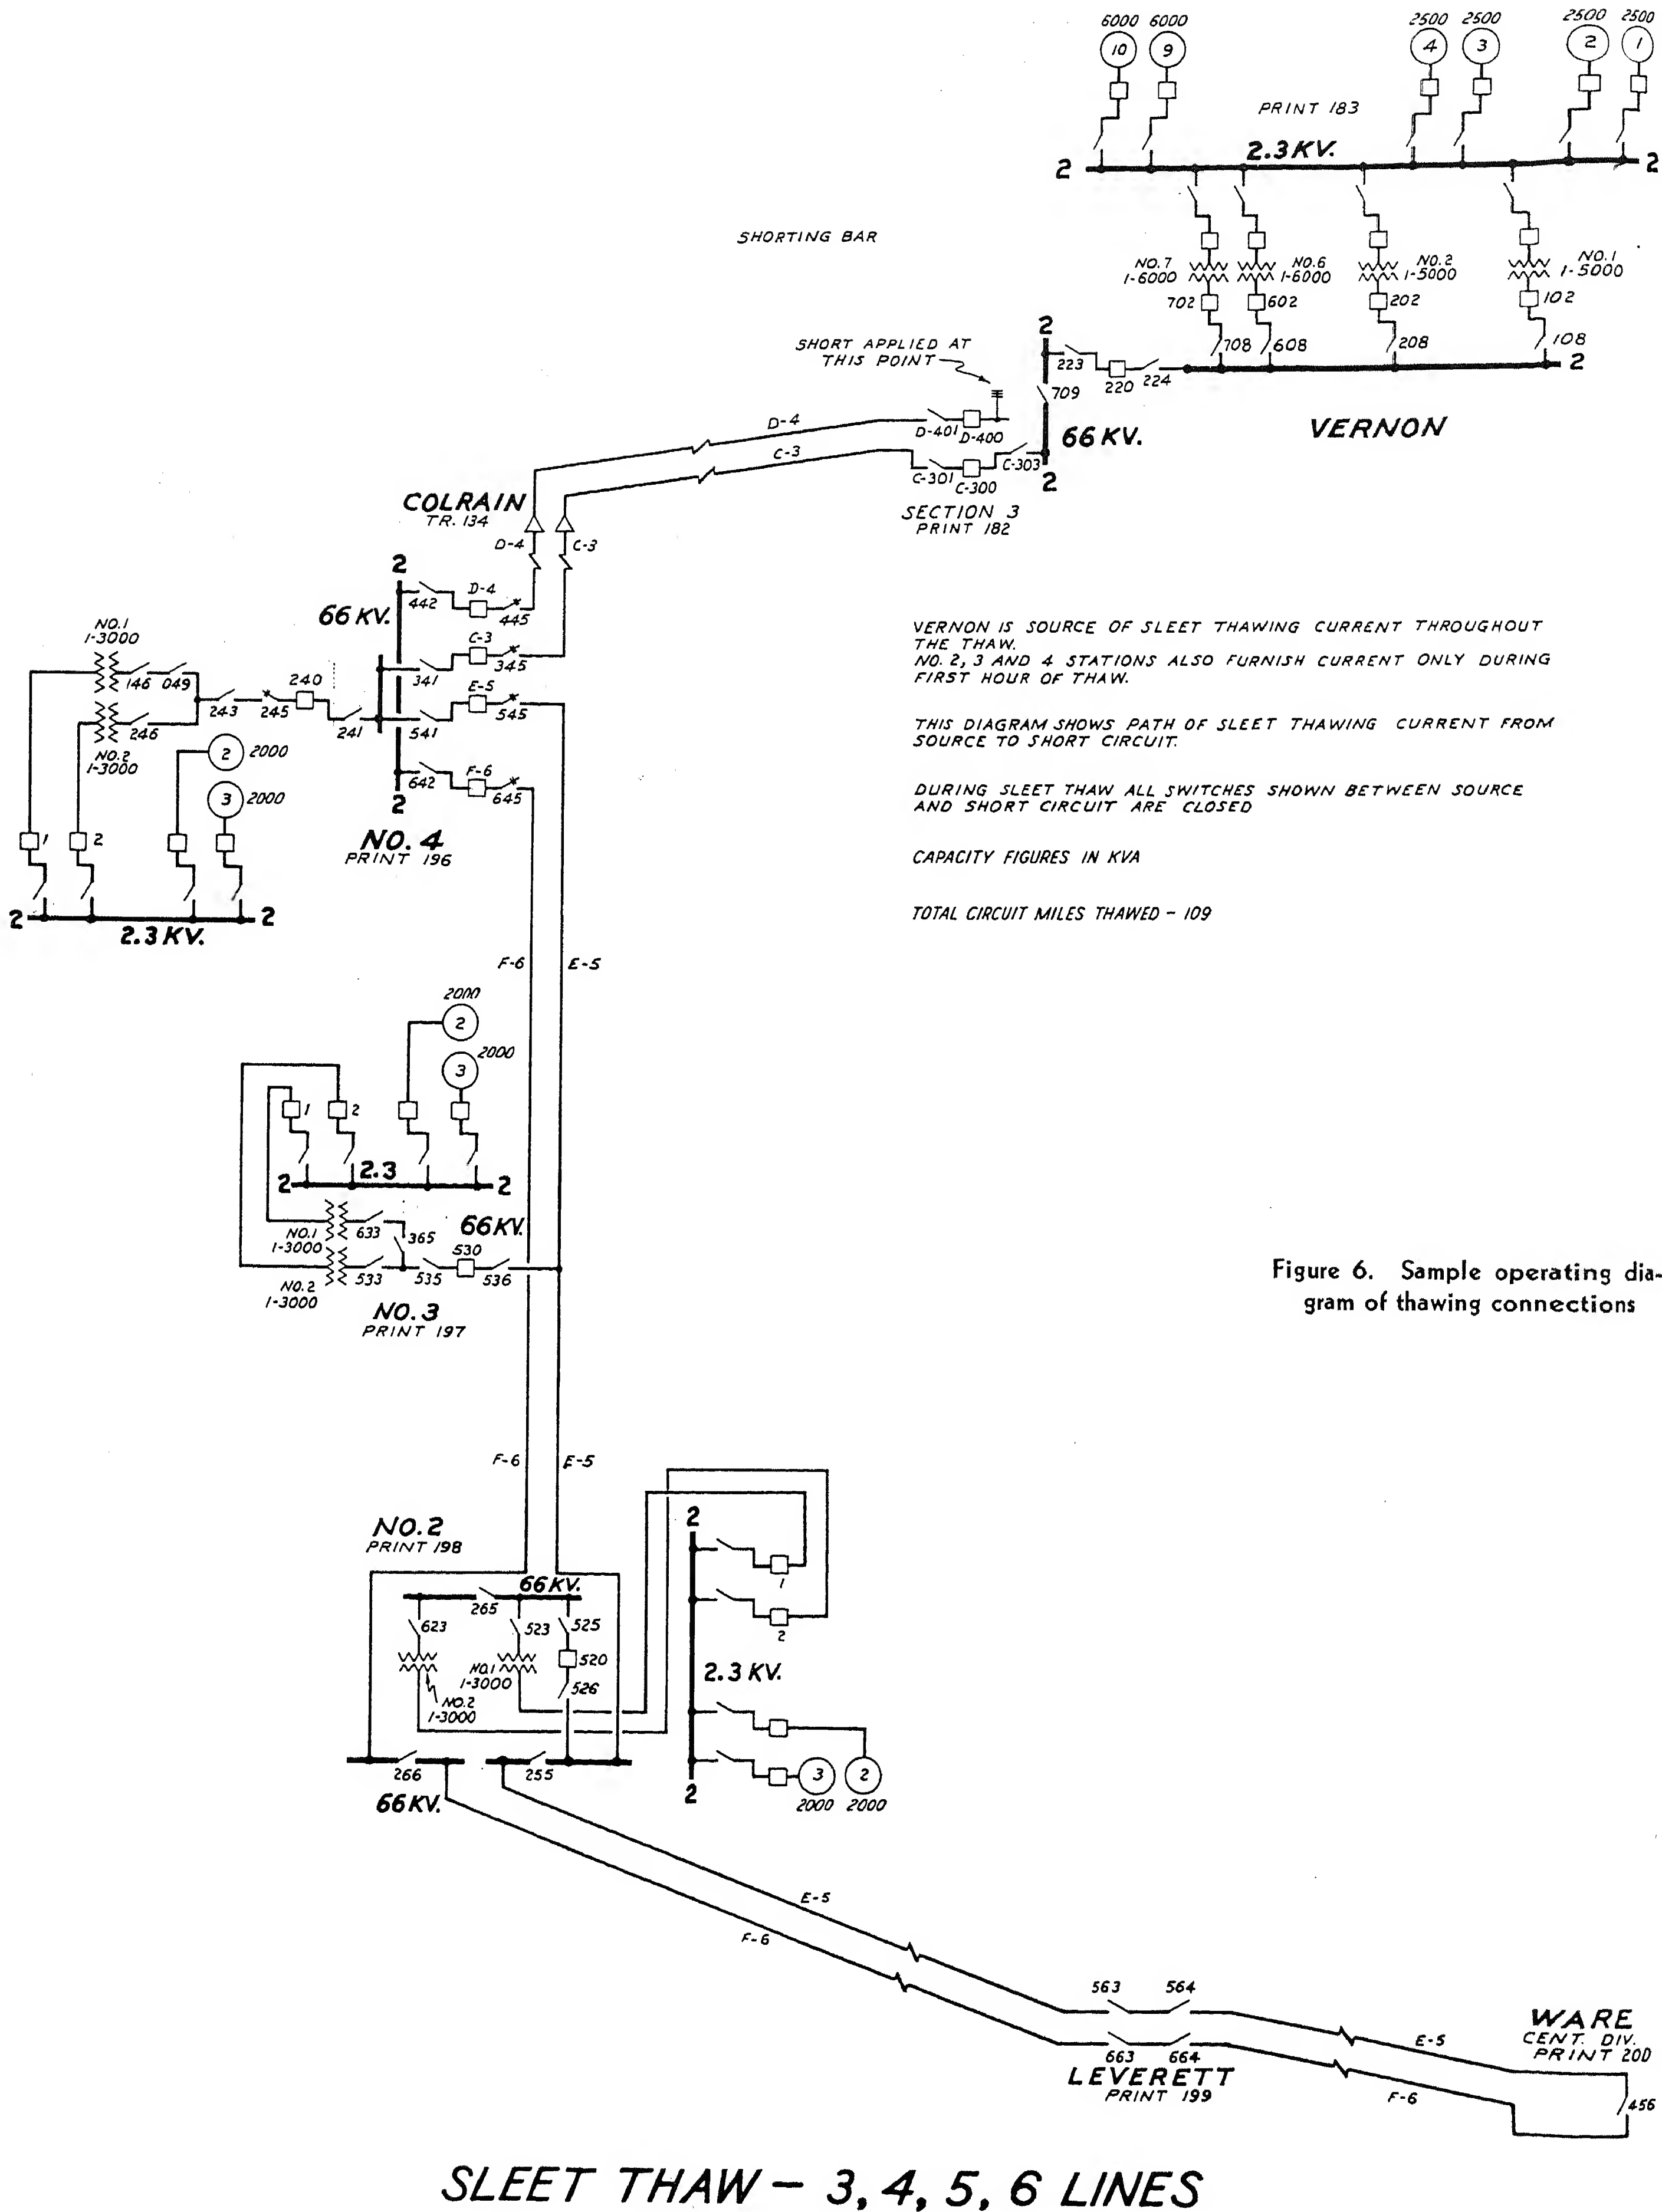 6000 6000
10 9
2500 2500
4 3
2500 2500
2 1
PRINT 183
2.3 KV.
2 2
SHORTING BAR
NO.7
1-6000
NO.6
1-6000
NO.2
1-5000
NO.1
1-5000
702 602 202 102
708 608 208 108
2
2
223 220 224
709
66 KV.
2
VERNON
SHORT APPLIED AT
THIS POINT
D-4
D-401 D-400
C-3
C-301 C-300 C-303
SECTION 3
PRINT 182
COLRAIN
TR. 134
D-4 C-3
2
66 KV.
442 D-4 445
C-3
341 345
E-5
541 545
F-6
642 645
2
NO.1
1-3000
146 049
243 245 240 241
246
NO.2
1-3000
2 2000
3 2000
1 2
2 2
2.3 KV.
NO. 4
PRINT 196
VERNON IS SOURCE OF SLEET THAWING CURRENT THROUGHOUT
THE THAW.
NO. 2, 3 AND 4 STATIONS ALSO FURNISH CURRENT ONLY DURING
FIRST HOUR OF THAW.
THIS DIAGRAM SHOWS PATH OF SLEET THAWING CURRENT FROM
SOURCE TO SHORT CIRCUIT.
DURING SLEET THAW ALL SWITCHES SHOWN BETWEEN SOURCE
AND SHORT CIRCUIT ARE CLOSED
CAPACITY FIGURES IN KVA
TOTAL CIRCUIT MILES THAWED - 109
F-6 E-5
2000
2
2000
3
1 2
2 2.3 2
NO.1
1-3000
633
365
66 KV.
530
533 535 536
NO.2
1-3000
NO.3
PRINT 197
Figure 6. Sample operating dia-
gram of thawing connections
F-6 E-5
NO.2
PRINT 198
66 KV.
265
623 523 525
520
526
NO.1
1-3000
NO.2
1-3000
266 255
66 KV.
2
1
2
2.3 KV.
3 2
2
2000 2000
E-5
F-6
563 564
663 664
LEVERETT
PRINT 199
E-5
F-6
WARE
CENT. DIV.
PRINT 200
456
SLEET THAW - 3, 4, 5, 6 LINES